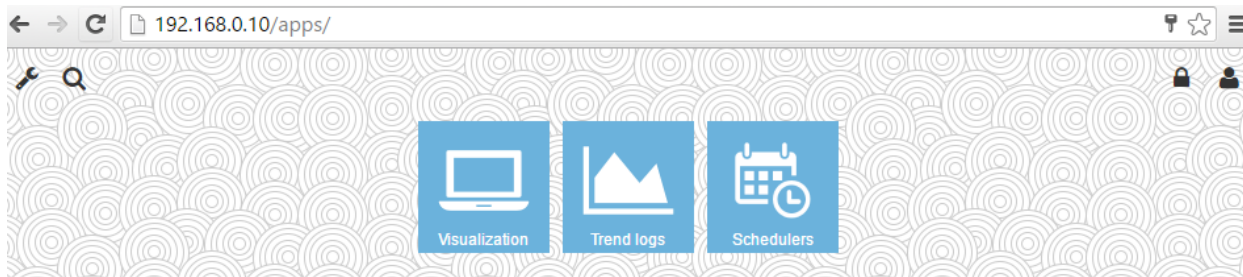 192.168.0.10/apps/
Visualization
Trend logs
Schedulers